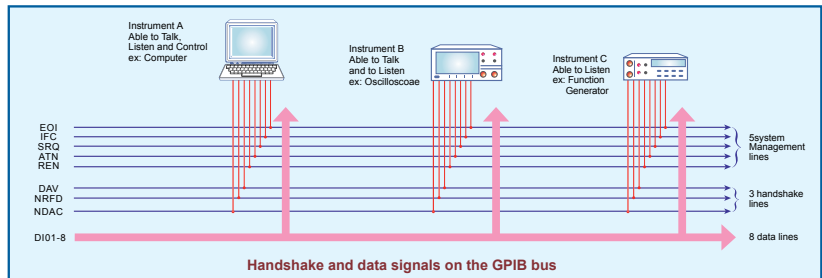 Instrument A
Able to Talk,
Listen and Control
ex: Computer
Instrument B
Able to Talk
and to Listen
ex: Oscilloscoae
Instrument C
Able to Listen
ex: Function
Generator
EOI
IFC
SRQ
ATN
REN
5system
Management
lines
DAV
NRFD
NDAC
3 handshake
lines
DI01-8
8 data lines
Handshake and data signals on the GPIB bus